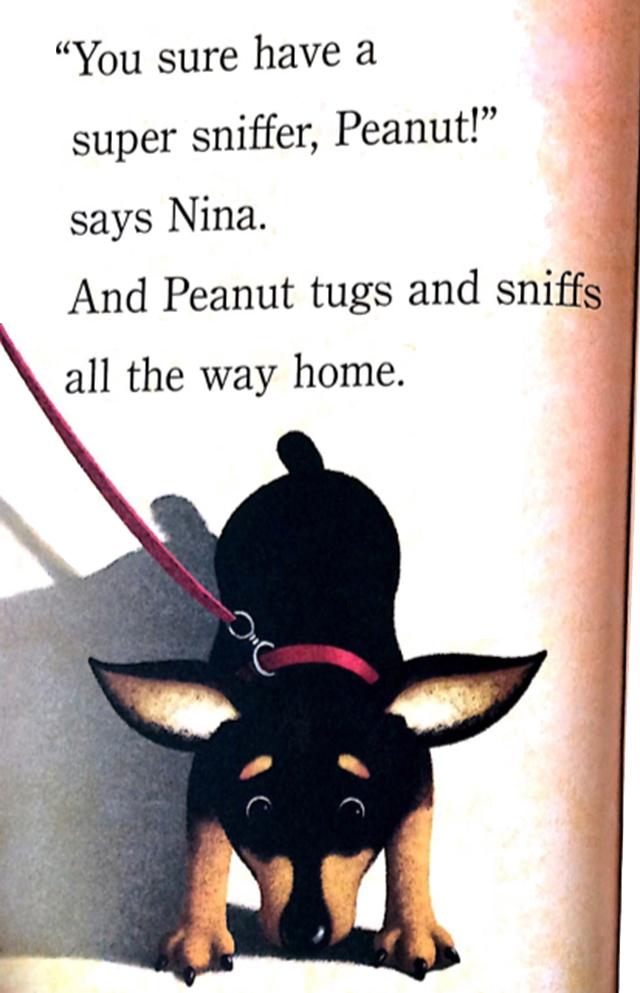 “You sure have a
super sniffer, Peanut!”
says Nina.
And Peanut tugs and sniffs
all the way home.